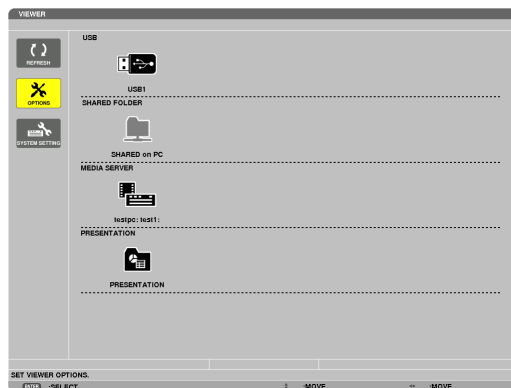 VIEWER
REFRESH
OPTIONS
SYSTEM SETTING
USB
USB1
SHARED FOLDER
SHARED on PC
MEDIA SERVER
testpc: test1:
PRESENTATION
PRESENTATION
SET VIEWER OPTIONS.
ENTER :SELECT :MOVE :MOVE